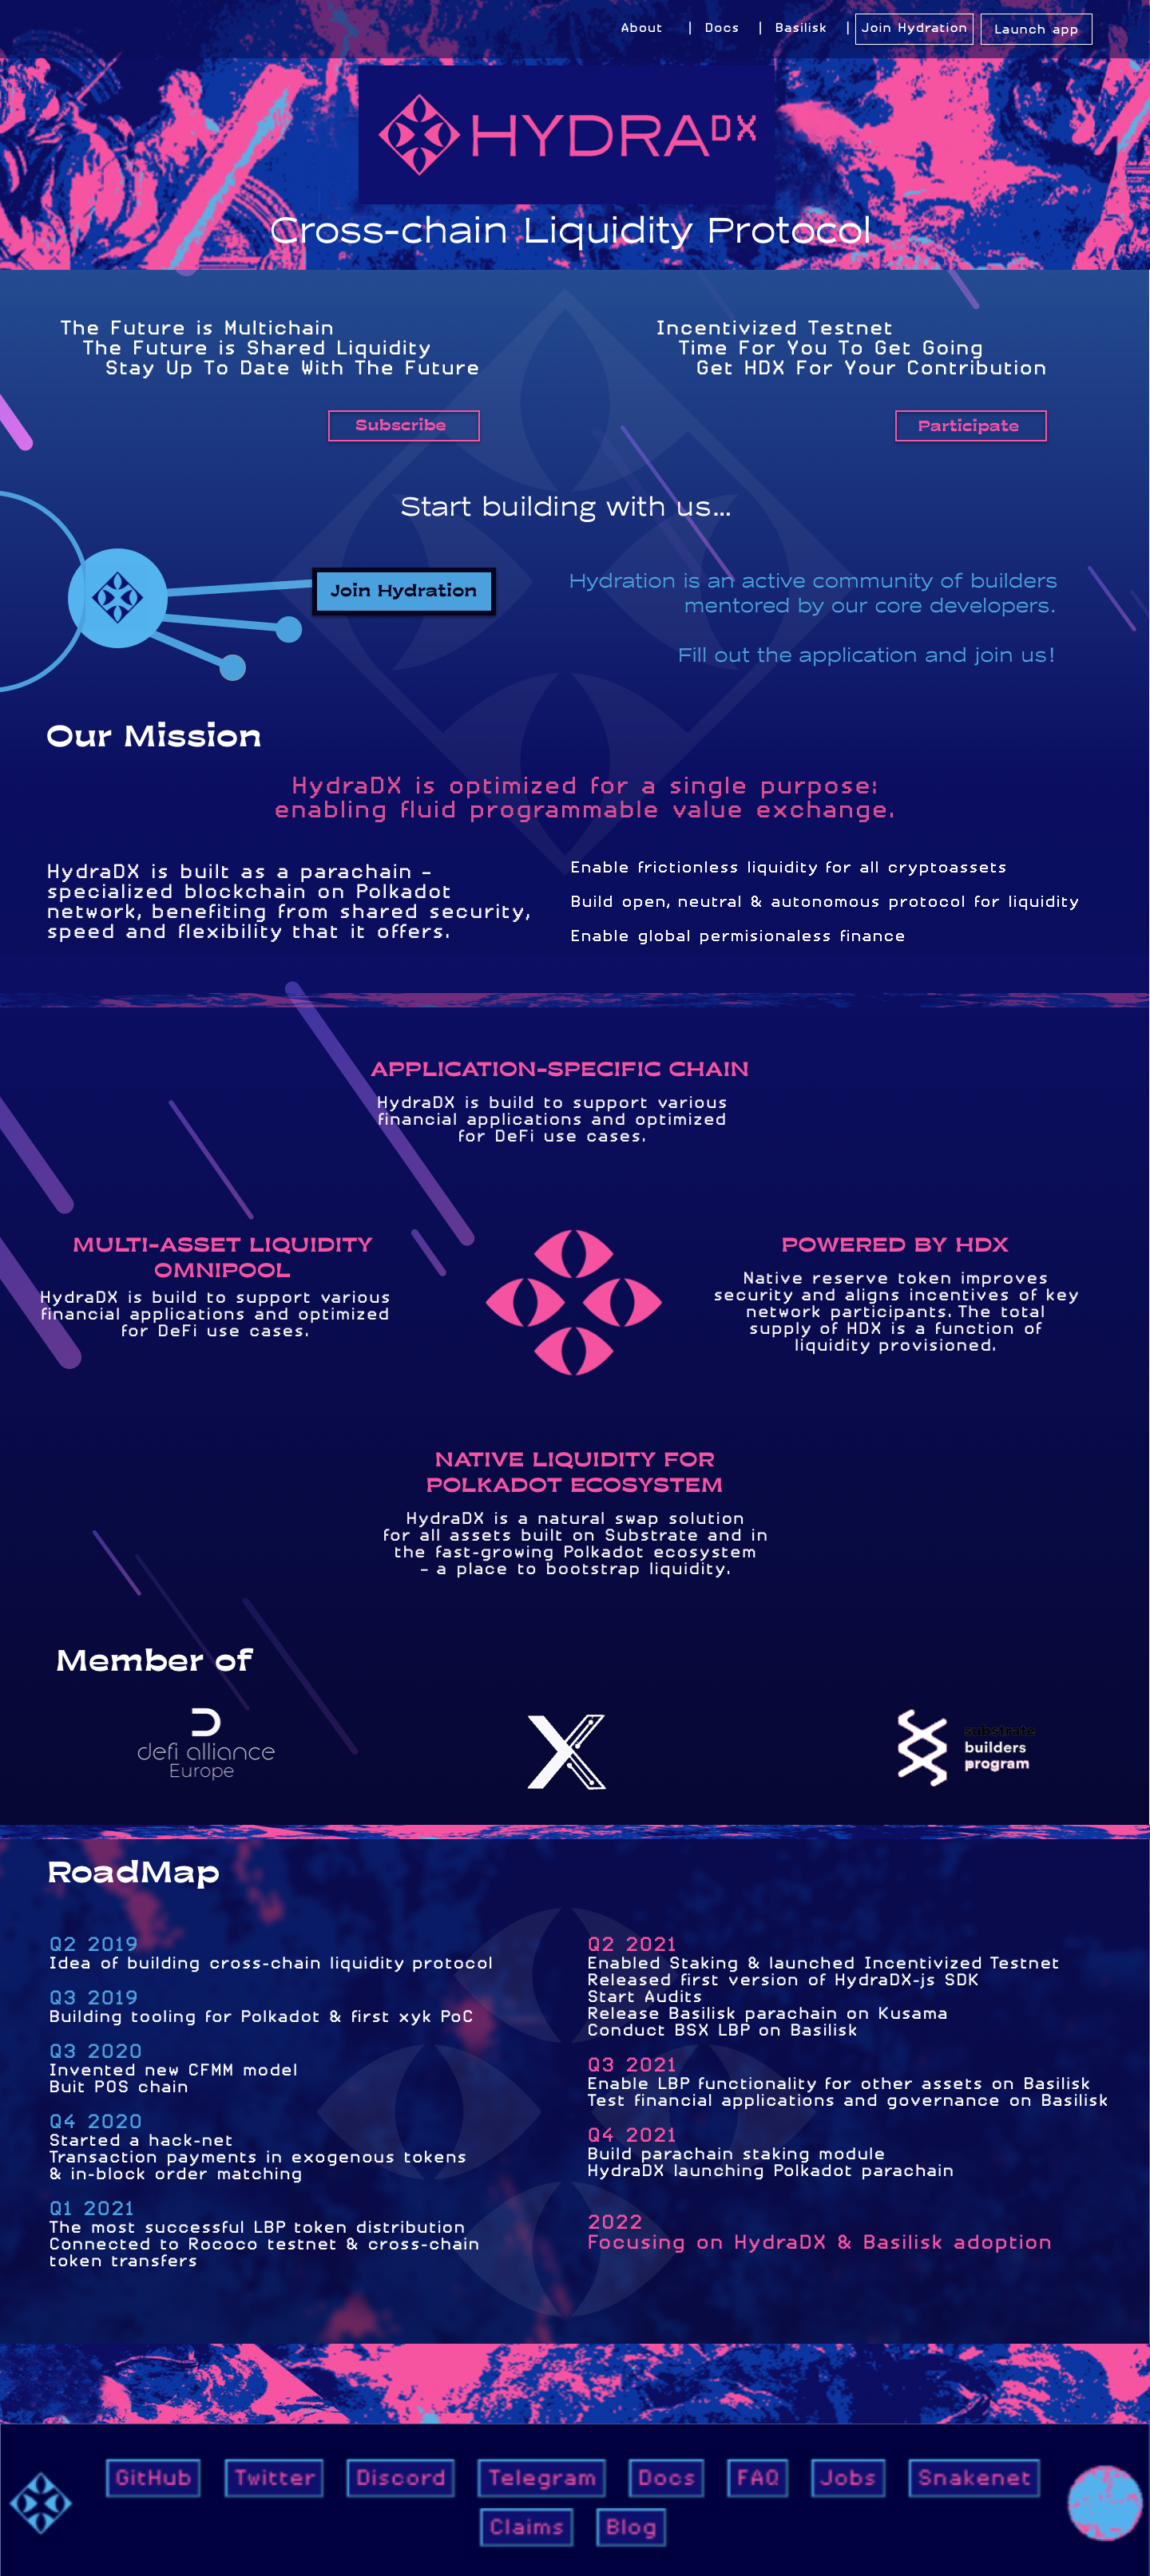 About | Docs | Basilisk | Join Hydration Launch app
HYDRADX
Cross-chain Liquidity Protocol
The Future is Multichain
The Future is Shared Liquidity
Stay Up To Date With The Future
Subscribe
Incentivized Testnet
Time For You To Get Going
Get HDX For Your Contribution
Participate
Start building with us...
Join Hydration
Hydration is an active community of builders
mentored by our core developers.
Fill out the application and join us!
Our Mission
HydraDX is optimized for a single purpose:
enabling fluid programmable value exchange.
HydraDX is built as a parachain -
specialized blockchain on Polkadot
network, benefiting from shared security,
speed and flexibility that it offers.
Enable frictionless liquidity for all cryptoassets
Build open, neutral & autonomous protocol for liquidity
Enable global permisionaless finance
APPLICATION-SPECIFIC CHAIN
HydraDX is build to support various
financial applications and optimized
for DeFi use cases.
MULTI-ASSET LIQUIDITY
OMNIPOOL
HydraDX is build to support various
financial applications and optimized
for DeFi use cases.
POWERED BY HDX
Native reserve token improves
security and aligns incentives of key
network participants. The total
supply of HDX is a function of
liquidity provisioned.
NATIVE LIQUIDITY FOR
POLKADOT ECOSYSTEM
HydraDX is a natural swap solution
for all assets built on Substrate and in
the fast-growing Polkadot ecosystem
- a place to bootstrap liquidity.
Member of
defi alliance
Europe
X
substrate
builders
program
RoadMap
Q2 2019
Idea of building cross-chain liquidity protocol
Q3 2019
Building tooling for Polkadot & first xyk PoC
Q3 2020
Invented new CFMM model
Buit POS chain
Q4 2020
Started a hack-net
Transaction payments in exogenous tokens
& in-block order matching
Q1 2021
The most successful LBP token distribution
Connected to Rococo testnet & cross-chain
token transfers
Q2 2021
Enabled Staking & launched Incentivized Testnet
Released first version of HydraDX-js SDK
Start Audits
Release Basilisk parachain on Kusama
Conduct BSX LBP on Basilisk
Q3 2021
Enable LBP functionality for other assets on Basilisk
Test financial applications and governance on Basilisk
Q4 2021
Build parachain staking module
HydraDX launching Polkadot parachain
2022
Focusing on HydraDX & Basilisk adoption
GitHub Twitter Discord Telegram Docs FAQ Jobs Snakenet
Claims Blog